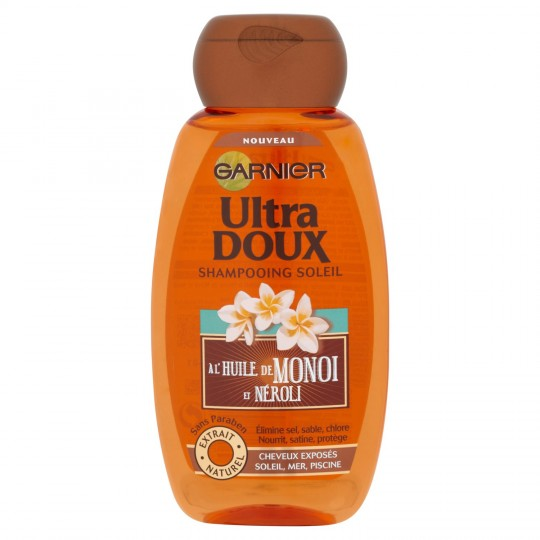 NOUVEAU
GARNIER
Ultra
DOUX
SHAMPOOING SOLEIL
À L'HUILE DE MONOI
ET NÉROLI
Sans Paraben
EXTRAIT
NATUREL
Élimine sel, sable, chlore
Nourrit, satine, protège
CHEVEUX EXPOSÉS
SOLEIL, MER, PISCINE